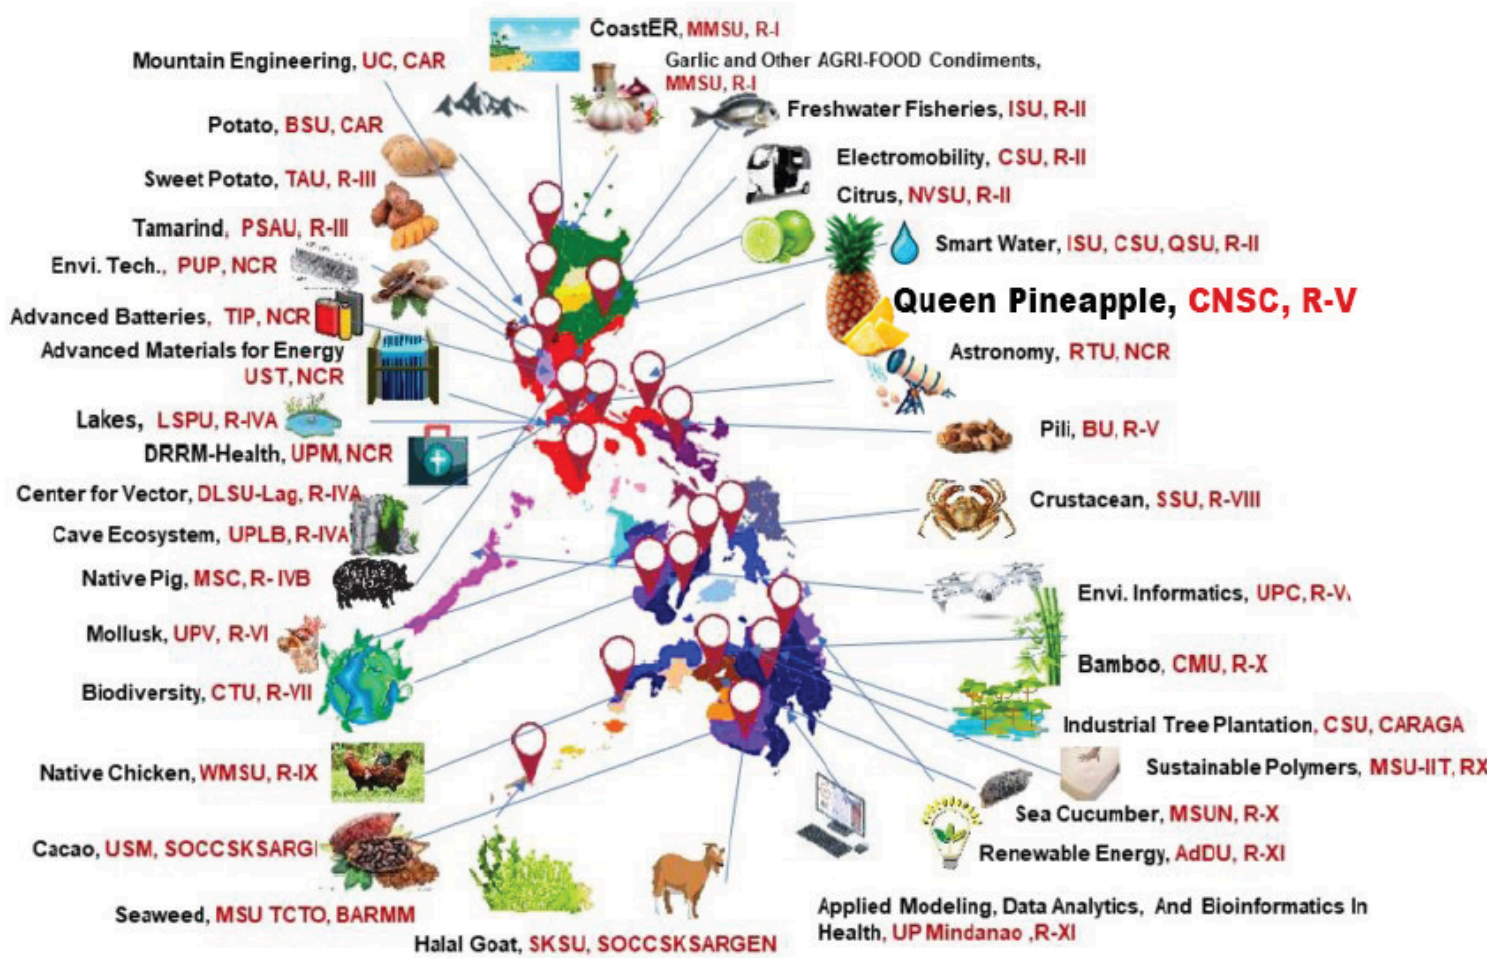 CoastER, MMSU, R-I
Mountain Engineering, UC, CAR
Garlic and Other AGRI-FOOD Condiments,
MMSU, R-I
Freshwater Fisheries, ISU, R-II
Potato, BSU, CAR
Electromobility, CSU, R-II
Sweet Potato, TAU, R-III
Citrus, NVSU, R-II
Tamarind, PSAU, R-III
Smart Water, ISU, CSU, QSU, R-II
Envi. Tech., PUP, NCR
Queen Pineapple, CNSC, R-V
Advanced Batteries, TIP, NCR
Advanced Materials for Energy
UST, NCR
Astronomy, RTU, NCR
Lakes, LSPU, R-IVA
Pili, BU, R-V
DRRM-Health, UPM, NCR
Center for Vector, DLSU-Lag, R-IVA
Crustacean, SSU, R-VIII
Cave Ecosystem, UPLB, R-IVA
Native Pig, MSC, R- IVB
Envi. Informatics, UPC, R-V
Mollusk, UPV, R-VI
Bamboo, CMU, R-X
Biodiversity, CTU, R-VII
Industrial Tree Plantation, CSU, CARAGA
Native Chicken, WMSU, R-IX
Sustainable Polymers, MSU-IIT, RX
Sea Cucumber, MSUN, R-X
Cacao, USM, SOCCSKSARG
Renewable Energy, AdDU, R-XI
Seaweed, MSU TCTO, BARMM
Applied Modeling, Data Analytics, And Bioinformatics In
Health, UP Mindanao ,R-XI
Halal Goat, SKSU, SOCCSKSARGEN